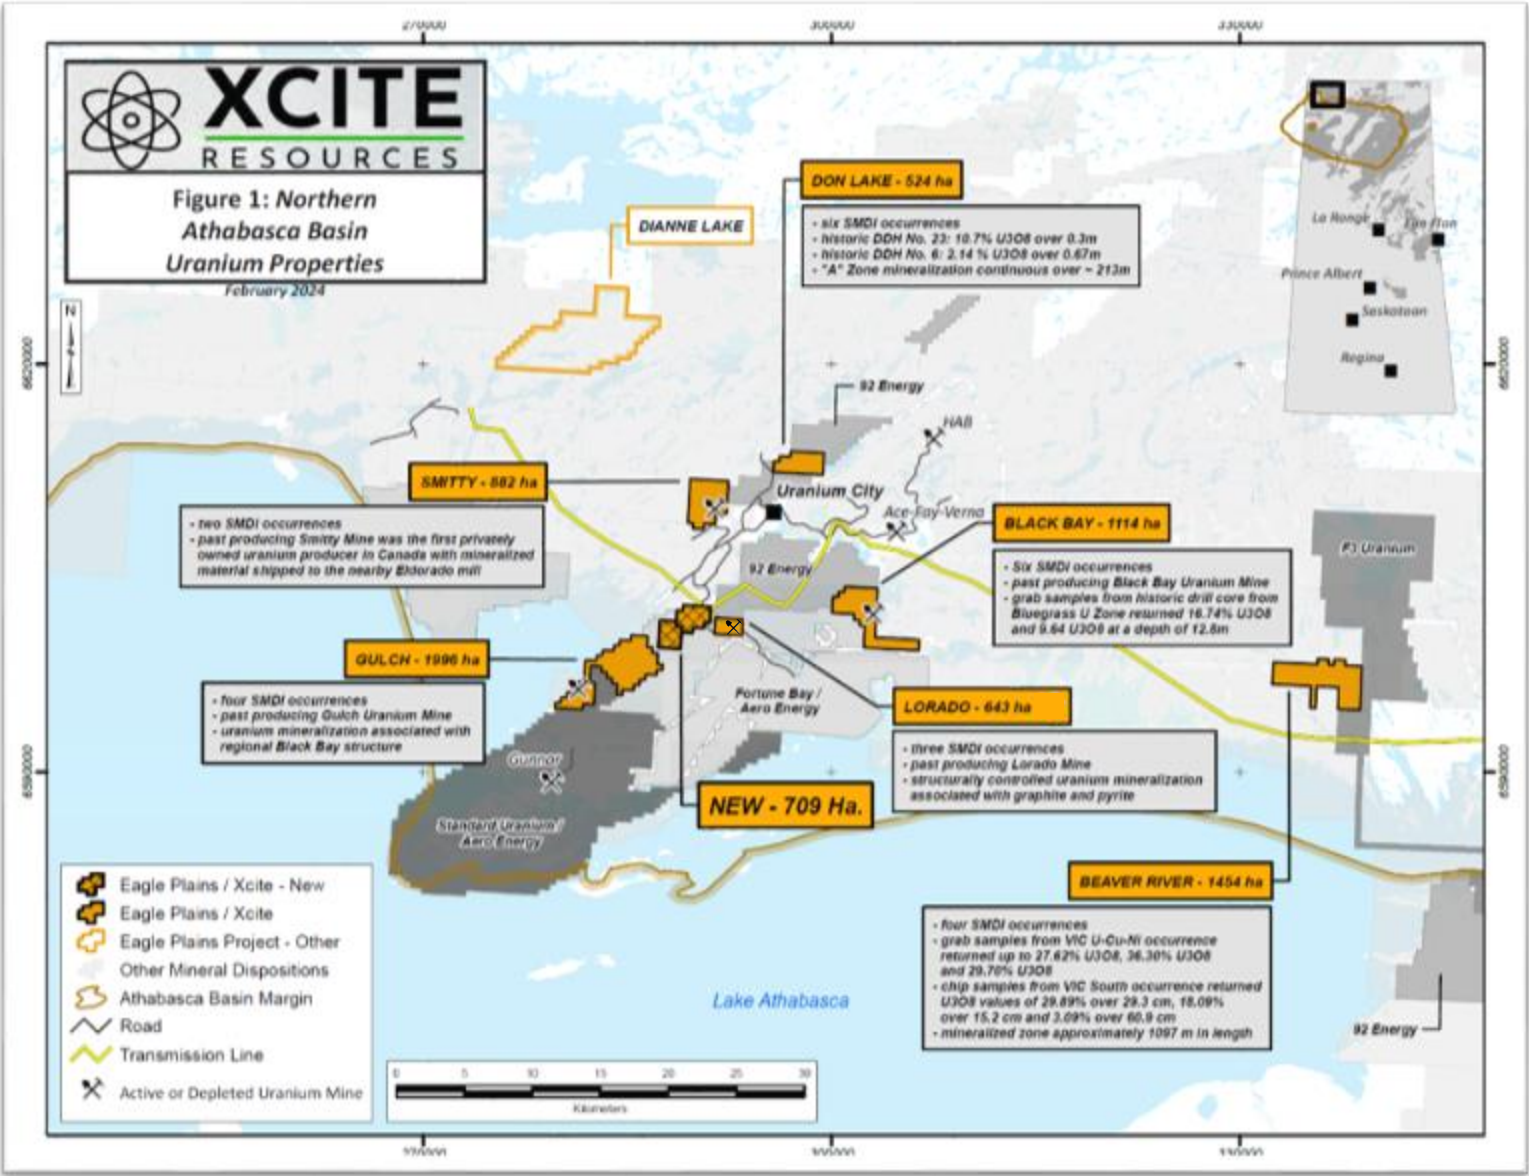 270000 300000 330000
XCITE
RESOURCES
Figure 1: Northern
Athabasca Basin
Uranium Properties
February 2024
N
DIANNE LAKE
DON LAKE - 524 ha
- six SMDI occurrences
- historic DDH No. 23: 10.7% U3O8 over 0.3m
- historic DDH No. 6: 2.14 % U3O8 over 0.67m
- "A" Zone mineralization continuous over ~ 213m
La Ronge
Flin Flon
Prince Albert
Saskatoon
Regina
6620000
6620000
92 Energy
HAB
SMITTY - 882 ha
- two SMDI occurrences
- past producing Smitty Mine was the first privately
owned uranium producer in Canada with mineralized
material shipped to the nearby Eldorado mill
Uranium City
Ace-Fay-Verna
BLACK BAY - 1114 ha
- Six SMDI occurrences
- past producing Black Bay Uranium Mine
- grab samples from historic drill core from
Bluegrass U Zone returned 16.74% U3O8
and 9.64 U3O8 at a depth of 12.8m
F3 Uranium
92 Energy
GULCH - 1996 ha
- four SMDI occurrences
- past producing Gulch Uranium Mine
- uranium mineralization associated with
regional Black Bay structure
Fortune Bay /
Aero Energy
LORADO - 643 ha
- three SMDI occurrences
- past producing Lorado Mine
- structurally controlled uranium mineralization
associated with graphite and pyrite
Gunnar
NEW - 709 Ha.
Standard Uranium /
Aero Energy
6590000
6590000
BEAVER RIVER - 1454 ha
- four SMDI occurrences
- grab samples from VIC U-Cu-Ni occurrence
returned up to 27.62% U3O8, 36.30% U3O8
and 29.70% U3O8
- chip samples from VIC South occurrence returned
U3O8 values of 29.89% over 29.3 cm, 18.09%
over 15.2 cm and 3.09% over 60.9 cm
- mineralized zone approximately 1097 m in length
92 Energy
Lake Athabasca
Eagle Plains / Xcite - New
Eagle Plains / Xcite
Eagle Plains Project - Other
Other Mineral Dispositions
Athabasca Basin Margin
Road
Transmission Line
Active or Depleted Uranium Mine
0 5 10 15 20 25 30
Kilometers
270000 300000 330000